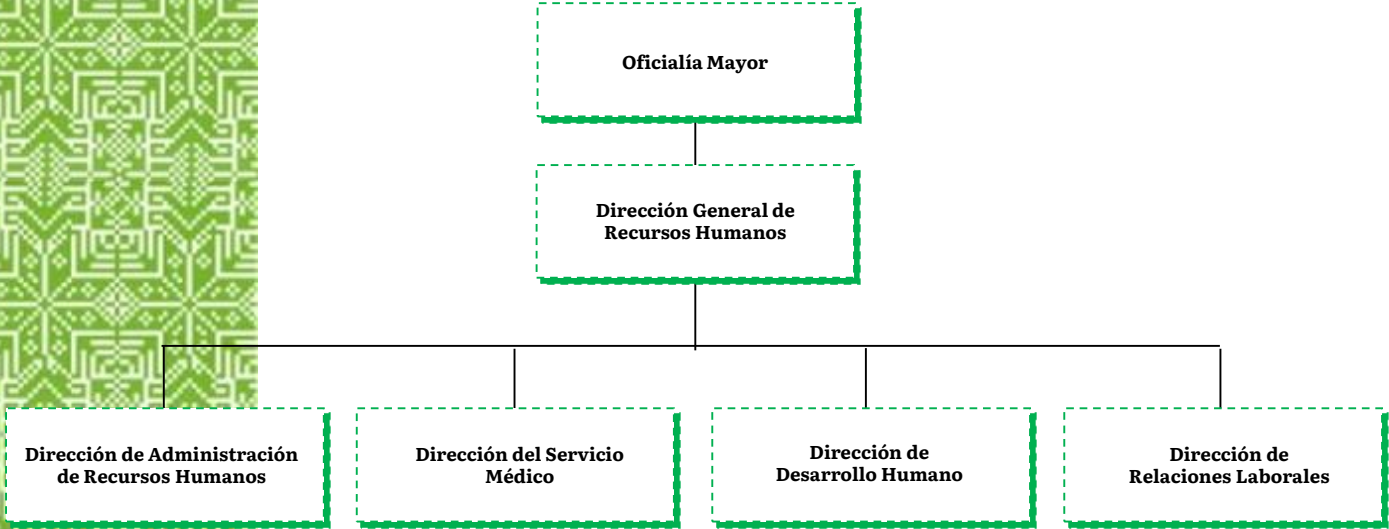 Oficialía Mayor
Dirección General de
Recursos Humanos
Dirección de Administración
de Recursos Humanos
Dirección del Servicio
Médico
Dirección de
Desarrollo Humano
Dirección de
Relaciones Laborales